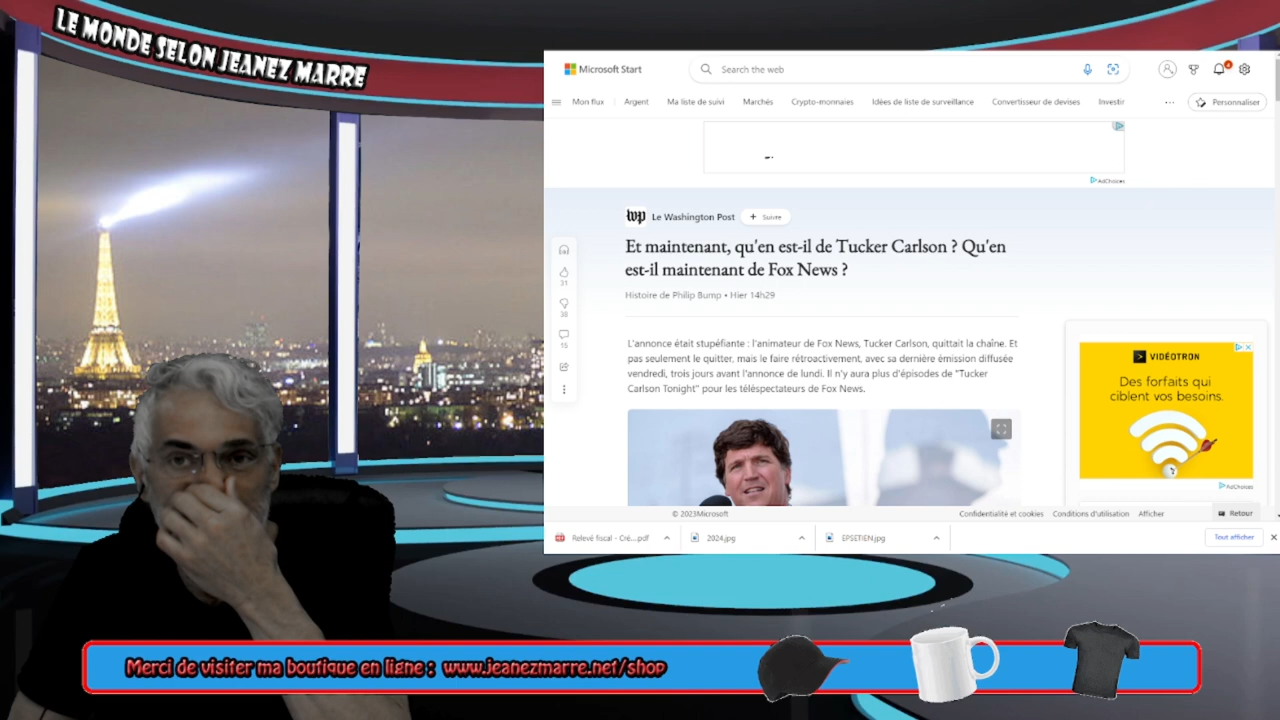 LE MONDE SELON JEANEZ MARRE
Microsoft Start
Search the web
Mon flux
Argent
Ma liste de suivi
Marchés
Crypto-monnaies
Idées de liste de surveillance
Convertisseur de devises
Investir
...
Personnaliser
AdChoices
wp Le Washington Post
+ Suivre
Et maintenant, qu'en est-il de Tucker Carlson ? Qu'en
est-il maintenant de Fox News ?
Histoire de Philip Bump • Hier 14h29
31
38
15
L'annonce était stupéfiante : l'animateur de Fox News, Tucker Carlson, quittait la chaîne. Et
pas seulement le quitter, mais le faire rétroactivement, avec sa dernière émission diffusée
vendredi, trois jours avant l'annonce de lundi. Il n'y aura plus d'épisodes de "Tucker
Carlson Tonight" pour les téléspectateurs de Fox News.
VIDÉOTRON
Des forfaits qui
ciblent vos besoins.
AdChoices
© 2023Microsoft
Confidentialité et cookies
Conditions d'utilisation
Afficher
Retour
Relevé fiscal - Cré....pdf
2024.jpg
EPSETIEN.jpg
Tout afficher
Merci de visiter ma boutique en ligne : www.jeanezmarre.net/shop